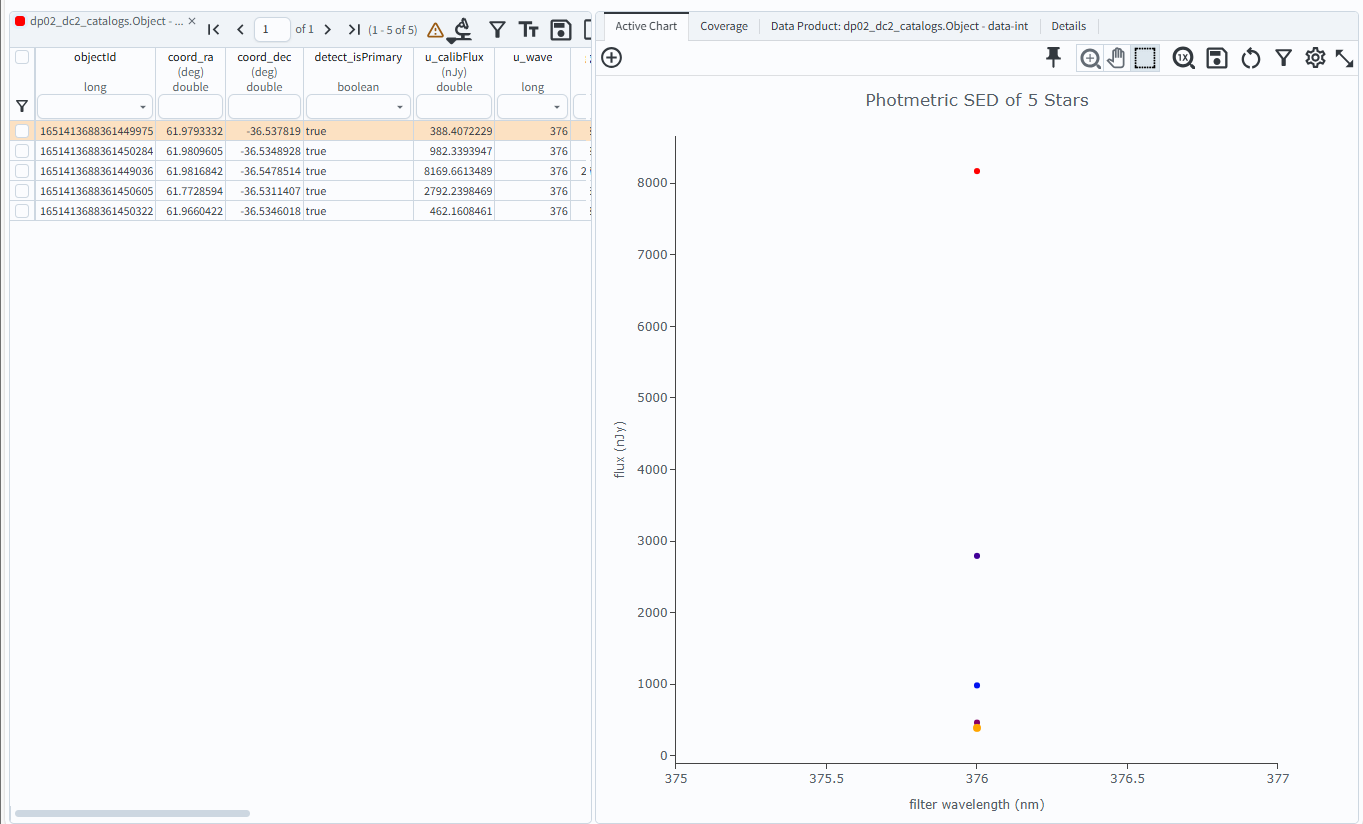 dp02_dc2_catalogs.Object - ... ×
1 of 1 (1 - 5 of 5)
objectId coord_ra coord_dec detect_isPrimary u_calibFlux u_wave
(deg) (deg) (nJy)
long double double boolean double long
1651413688361449975 61.9793332 -36.537819 true 388.4072229 376
1651413688361450284 61.9809605 -36.5348928 true 982.3393947 376
1651413688361449036 61.9816842 -36.5478514 true 8169.6613489 376 2
1651413688361450605 61.7728594 -36.5311407 true 2792.2398469 376
1651413688361450322 61.9660422 -36.5346018 true 462.1608461 376
Active Chart Coverage Data Product: dp02_dc2_catalogs.Object - data-int Details
1X
Photmetric SED of 5 Stars
8000
7000
6000
5000
4000
3000
2000
1000
0
flux (nJy)
375 375.5 376 376.5 377
filter wavelength (nm)